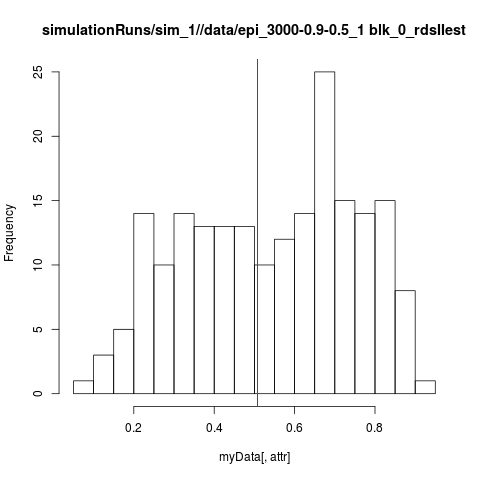 simulationRuns/sim_1//data/epi_3000-0.9-0.5_1 blk_0_rdsllest
25
20
15
10
5
0
Frequency
0.2 0.4 0.6 0.8
myData[, attr]